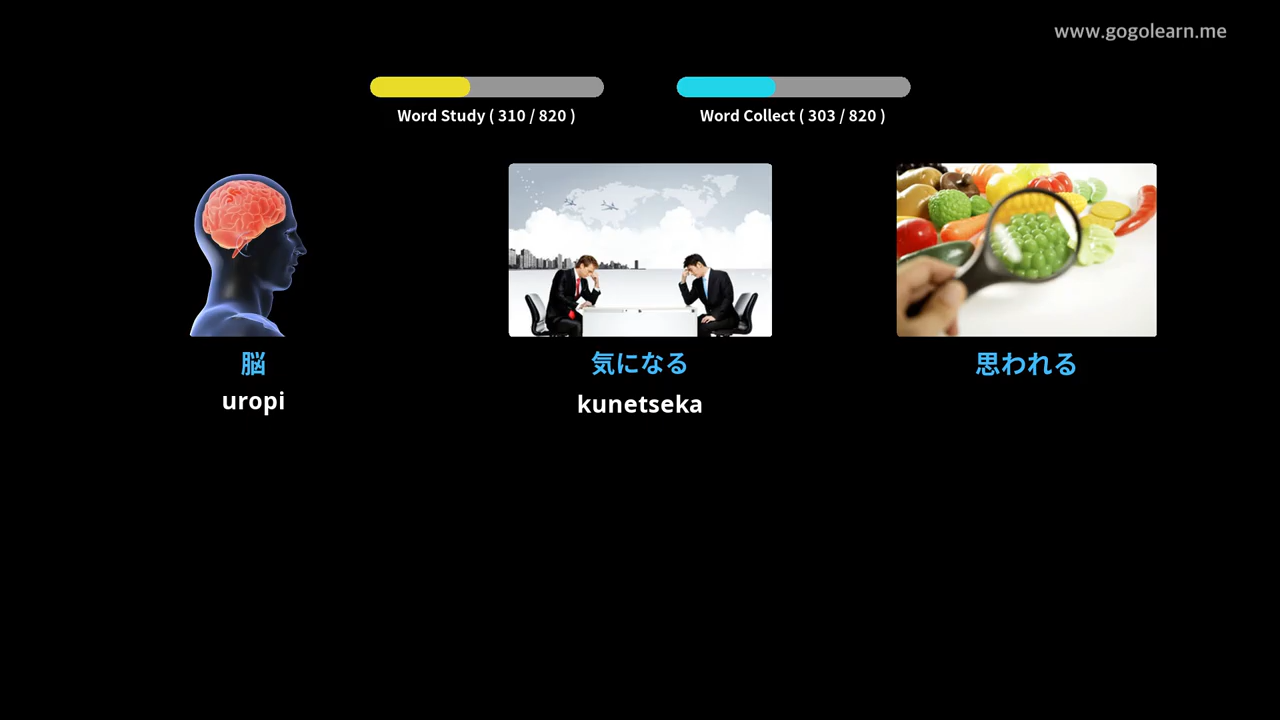 www.gogolearn.me
Word Study ( 310 / 820 )
Word Collect ( 303 / 820 )
脳
気になる
思われる
uropi
kunetseka